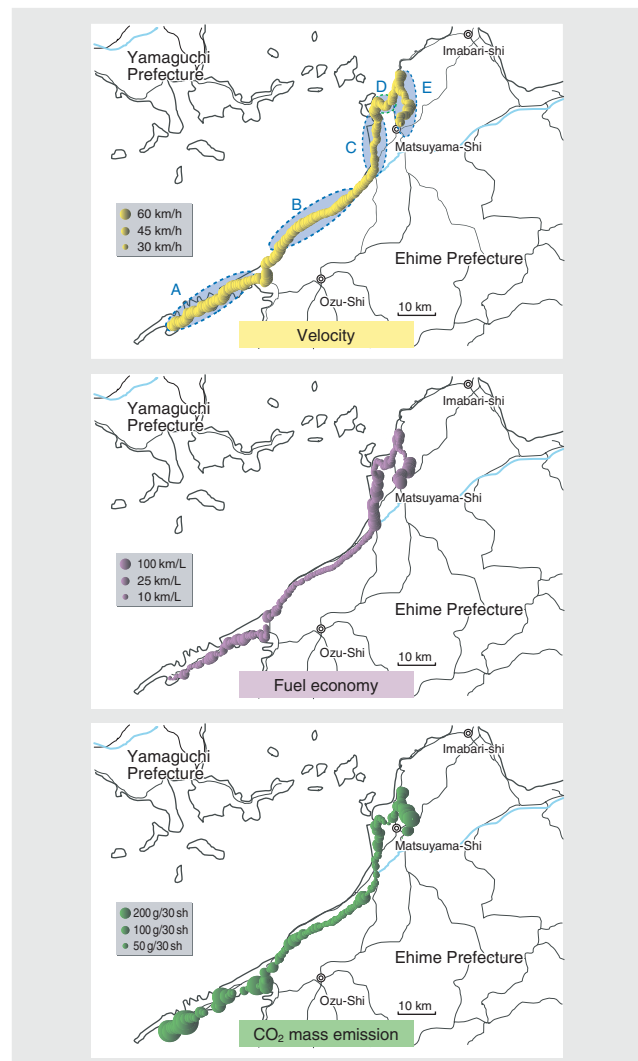 Imabari-shi
Yamaguchi
Prefecture
D
E
C
Matsuyama-Shi
B
60 km/h
45 km/h
30 km/h
Ehime Prefecture
A
Ozu-Shi
10 km
Velocity
Imabari-shi
Yamaguchi
Prefecture
Matsuyama-Shi
100 km/L
25 km/L
10 km/L
Ehime Prefecture
Ozu-Shi
10 km
Fuel economy
Imabari-shi
Yamaguchi
Prefecture
Matsuyama-Shi
200 g/30 sh
100 g/30 sh
50 g/30 sh
Ehime Prefecture
Ozu-Shi
10 km
CO₂ mass emission